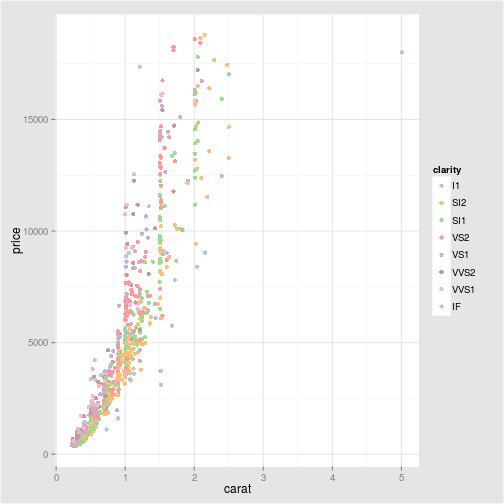 15000
10000
5000
0
price
0
1
2
3
4
5
carat
clarity
I1
SI2
SI1
VS2
VS1
VVS2
VVS1
IF